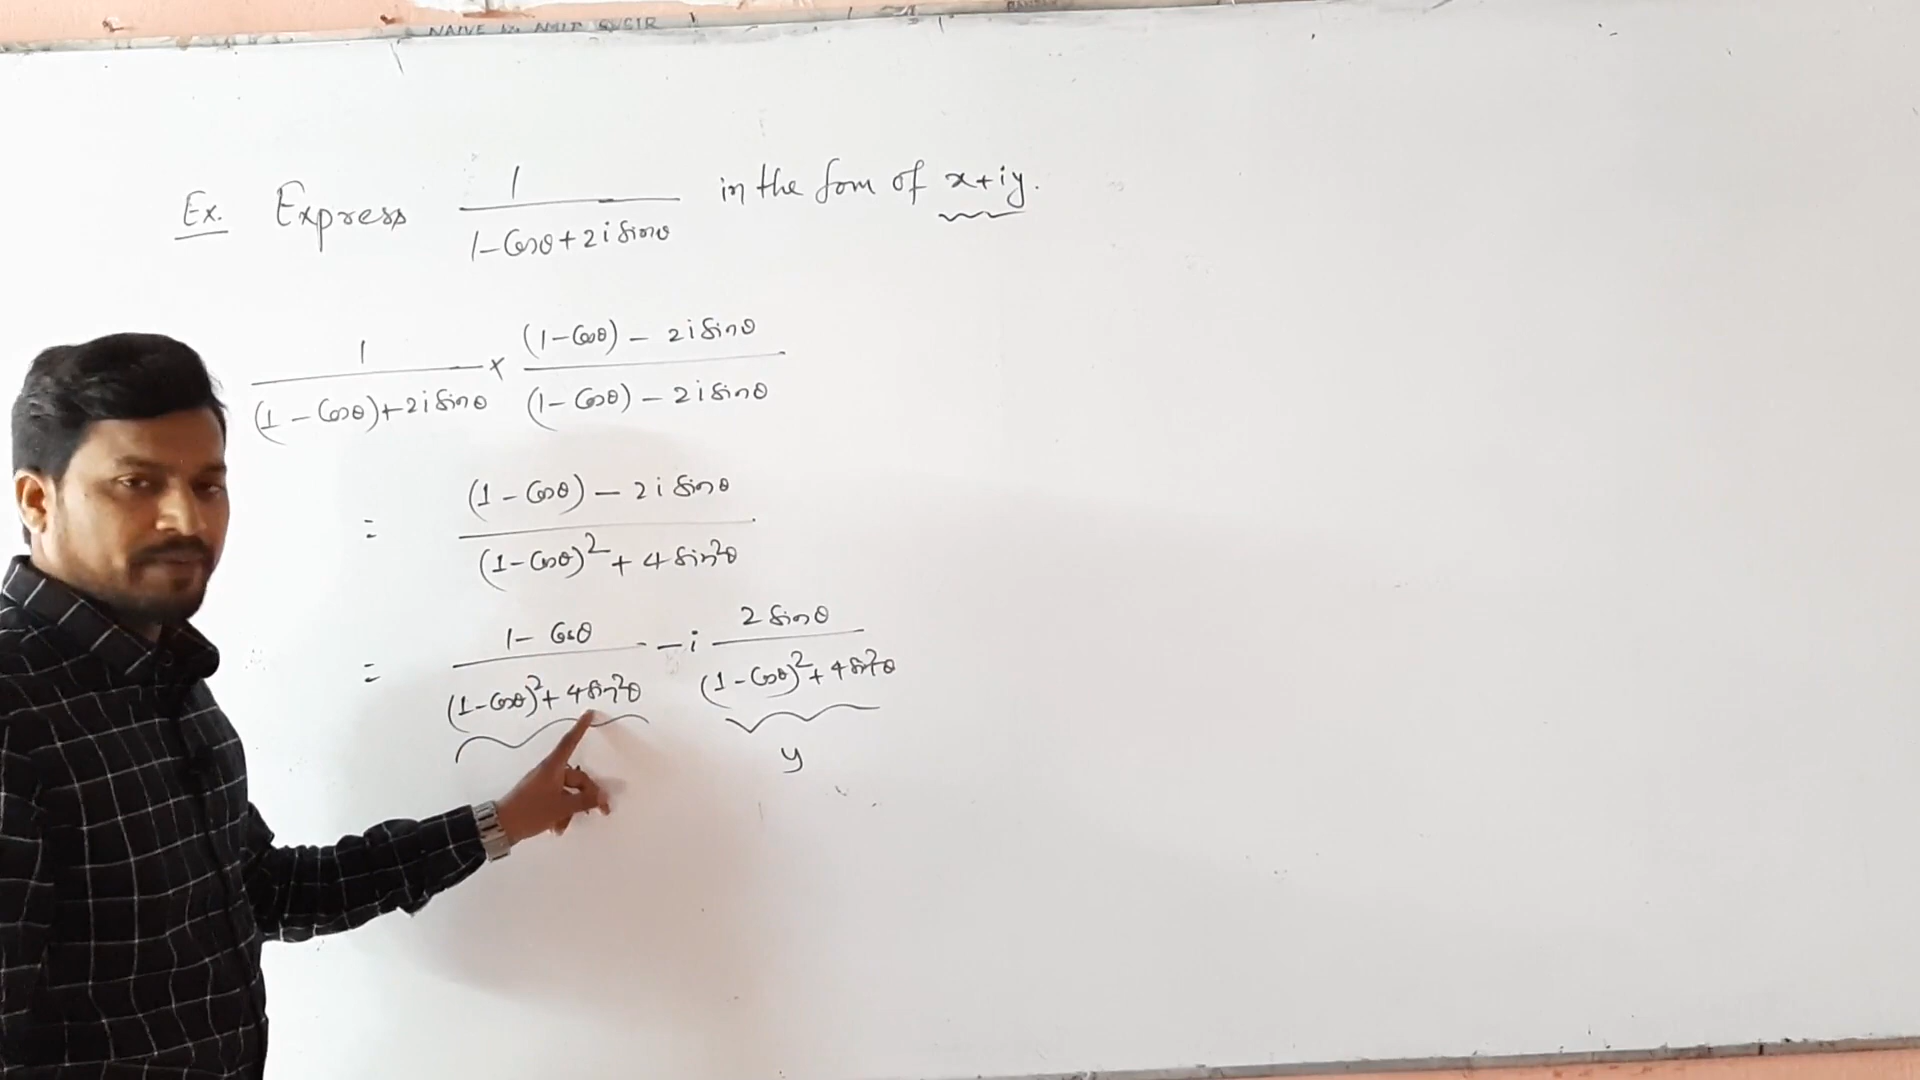 Ex. Express 1/(1-Cosθ+2i Sinθ) in the form of x+iy.
1/((1-Cosθ)+2i Sinθ) × ((1-Cosθ) - 2i Sinθ)/((1-Cosθ) - 2i Sinθ)
= ((1-Cosθ) - 2i Sinθ)/((1-Cosθ)² + 4 Sin²θ)
= (1-Cosθ)/((1-Cosθ)² + 4 Sin²θ) - i (2 Sinθ)/((1-Cosθ)² + 4 Sin²θ)
y